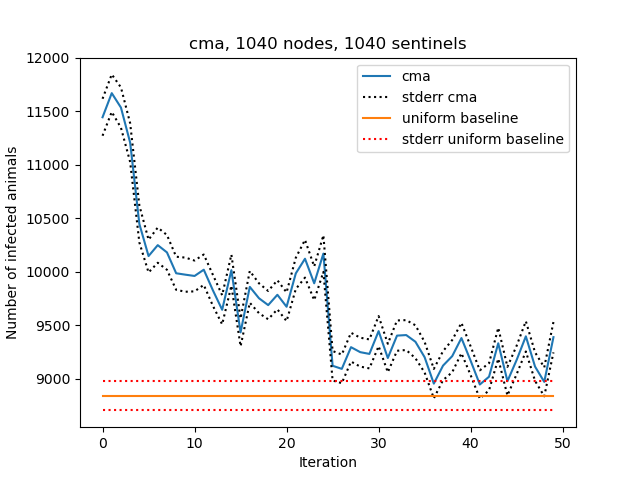 cma, 1040 nodes, 1040 sentinels
12000
11500
11000
10500
10000
9500
9000
Number of infected animals
cma
stderr cma
uniform baseline
stderr uniform baseline
0
10
20
30
40
50
Iteration